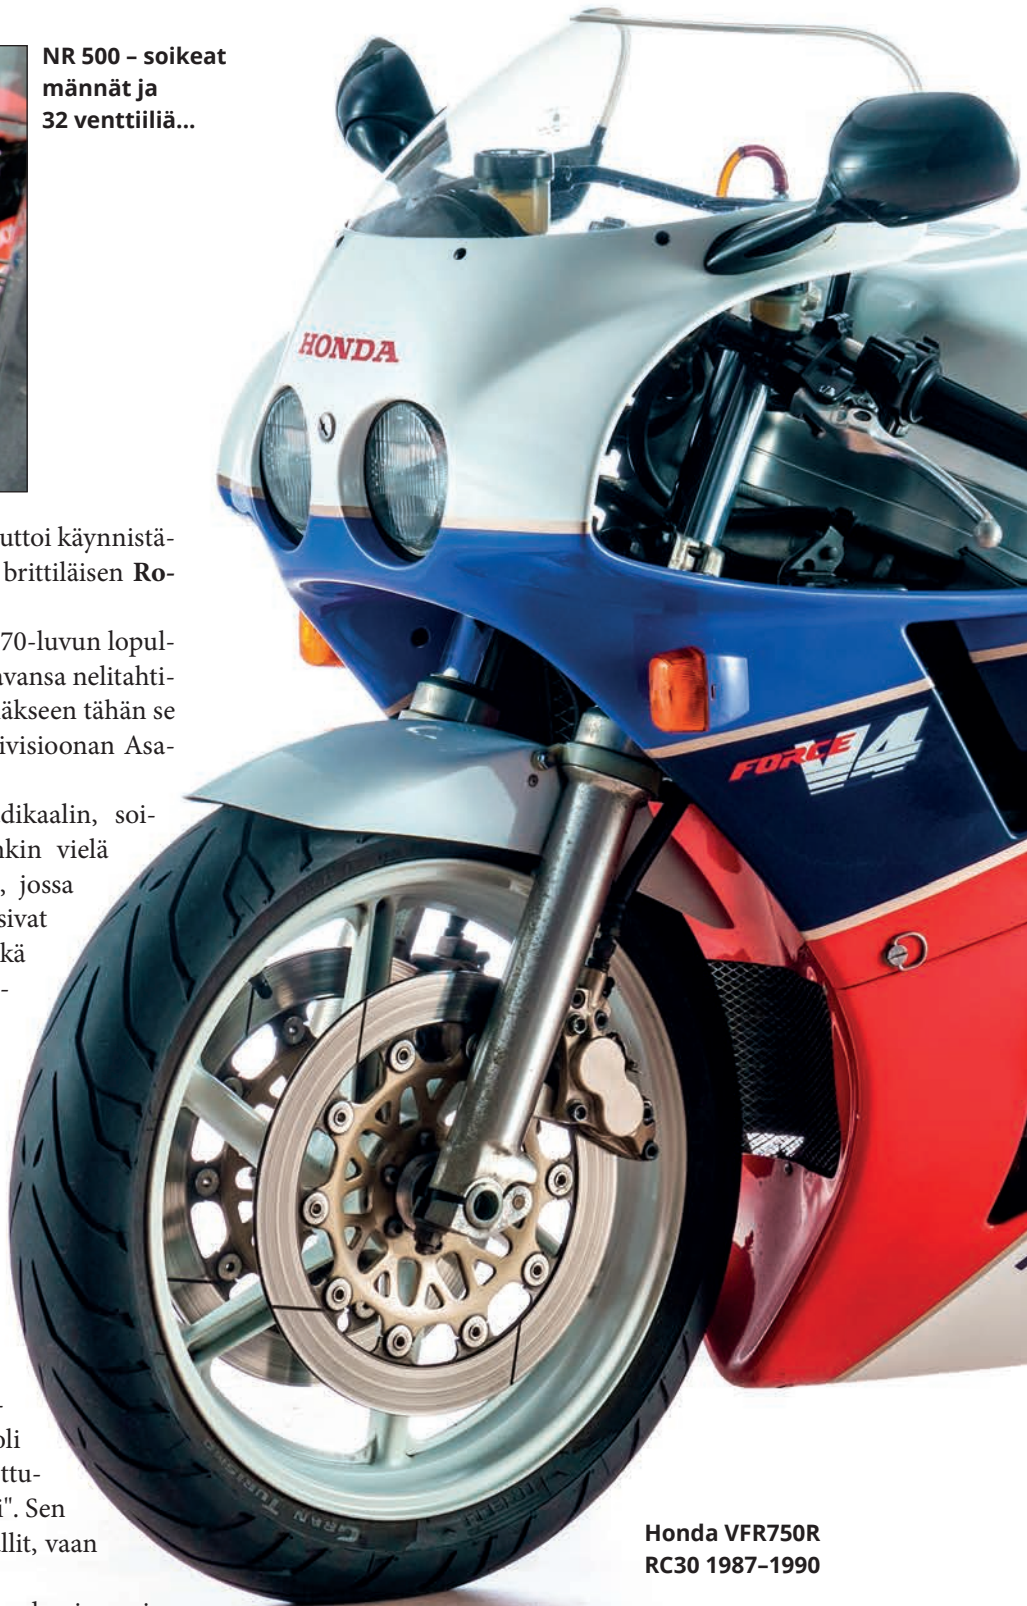 NR 500 – soikeat
männät ja
32 venttiiliä...
HONDA
uttoi käynnistä-
brittiläisen Ro-
70-luvun lopul-
avansa nelitahti-
äkseen tähän se
ivisioonan Asa-
FORCE V4
dikaalin, soi-
nkin vielä
, jossa
sivat
kä
-
-
oli
ttu-
i". Sen
llit, vaan
GRAN TURISMO
Honda VFR750R
RC30 1987–1990